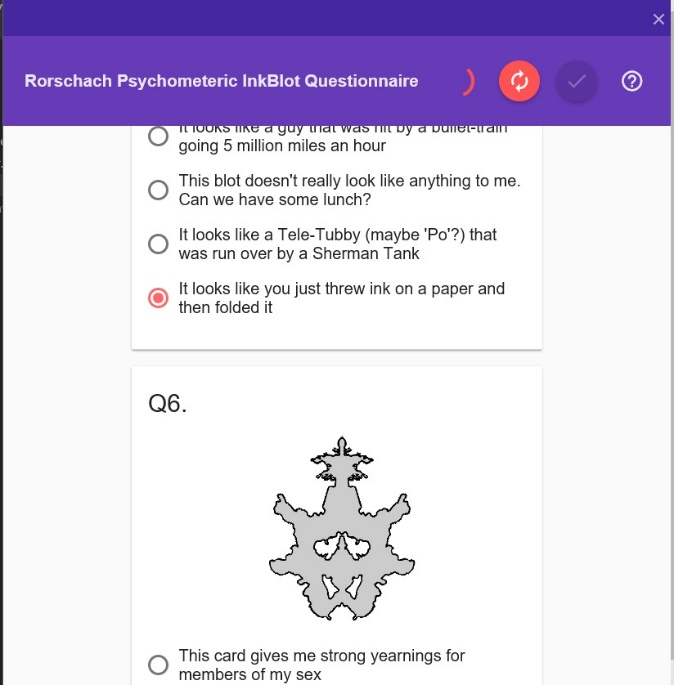 Rorschach Psychometeric InkBlot Questionnaire
It looks like a guy that was hit by a bullet-train
going 5 million miles an hour
This blot doesn't really look like anything to me.
Can we have some lunch?
It looks like a Tele-Tubby (maybe 'Po'?) that
was run over by a Sherman Tank
It looks like you just threw ink on a paper and
then folded it
Q6.
This card gives me strong yearnings for
members of my sex